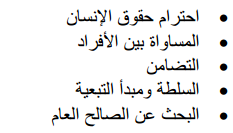 • احترام حقوق الإنسان
• المساواة بين الأفراد
• التضامن
• السلطة ومبدأ التبعية
• البحث عن الصالح العام